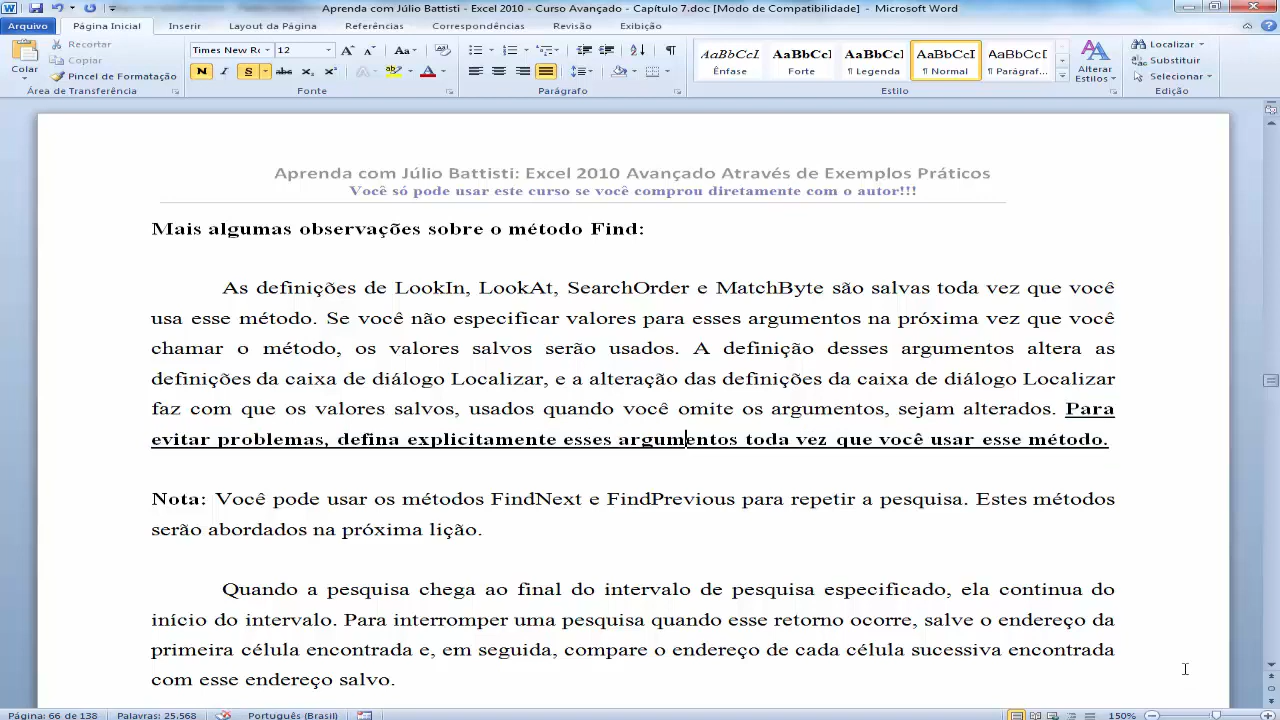 Aprenda com Júlio Battisti - Excel 2010 - Curso Avançado - Capítulo 7.doc [Modo de Compatibilidade] - Microsoft Word
Arquivo Página Inicial Inserir Layout da Página Referências Correspondências Revisão Exibição
Colar
Recortar
Copiar
Pincel de Formatação
Área de Transferência
Times New Ro 12
N I S abc
Fonte
Parágrafo
AaBbCcI AaBbCcI AaBbCcI AaBbCcI AaBbCcI
Ênfase Forte ¶ Legenda ¶ Normal ¶ Parágraf...
Alterar
Estilos
Estilo
Localizar
Substituir
Selecionar
Edição
Aprenda com Júlio Battisti: Excel 2010 Avançado Através de Exemplos Práticos
Você só pode usar este curso se você comprou diretamente com o autor!!!
Mais algumas observações sobre o método Find:
As definições de LookIn, LookAt, SearchOrder e MatchByte são salvas toda vez que você
usa esse método. Se você não especificar valores para esses argumentos na próxima vez que você
chamar o método, os valores salvos serão usados. A definição desses argumentos altera as
definições da caixa de diálogo Localizar, e a alteração das definições da caixa de diálogo Localizar
faz com que os valores salvos, usados quando você omite os argumentos, sejam alterados. Para
evitar problemas, defina explicitamente esses argumentos toda vez que você usar esse método.
Nota: Você pode usar os métodos FindNext e FindPrevious para repetir a pesquisa. Estes métodos
serão abordados na próxima lição.
Quando a pesquisa chega ao final do intervalo de pesquisa especificado, ela continua do
início do intervalo. Para interromper uma pesquisa quando esse retorno ocorre, salve o endereço da
primeira célula encontrada e, em seguida, compare o endereço de cada célula sucessiva encontrada
com esse endereço salvo.
Página: 66 de 138 Palavras: 25.568 Português (Brasil) 150%